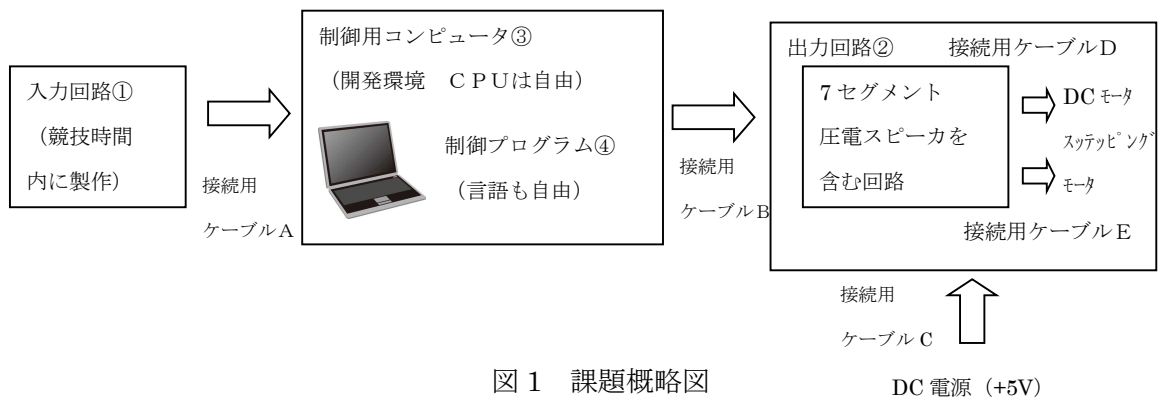 入力回路①
(競技時間
内に製作)
接続用
ケーブルA
制御用コンピュータ③
(開発環境 CPUは自由)
制御プログラム④
(言語も自由)
接続用
ケーブルB
出力回路② 接続用ケーブルD
7セグメント
圧電スピーカを
含む回路
DCモータ
スッテッピング
モータ
接続用ケーブルE
接続用
ケーブルC
DC電源(+5V)
図1 課題概略図